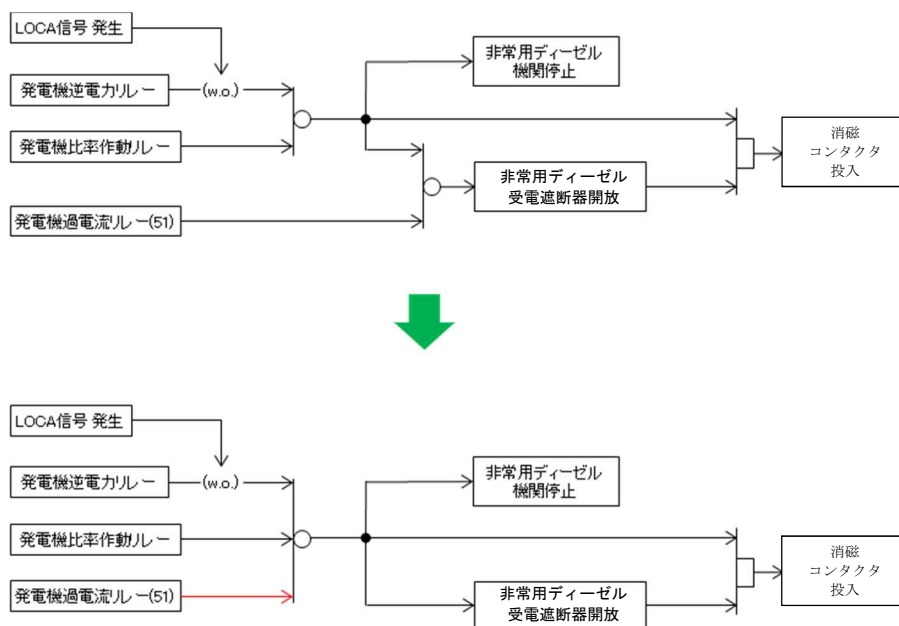 LOCA信号 発生
発電機逆電力リレー
(w.o.)
発電機比率作動リレー
発電機過電流リレー(51)
非常用ディーゼル
機関停止
非常用ディーゼル
受電遮断器開放
消磁
コンタクタ
投入
LOCA信号 発生
発電機逆電力リレー
(w.o.)
発電機比率作動リレー
発電機過電流リレー(51)
非常用ディーゼル
機関停止
非常用ディーゼル
受電遮断器開放
消磁
コンタクタ
投入